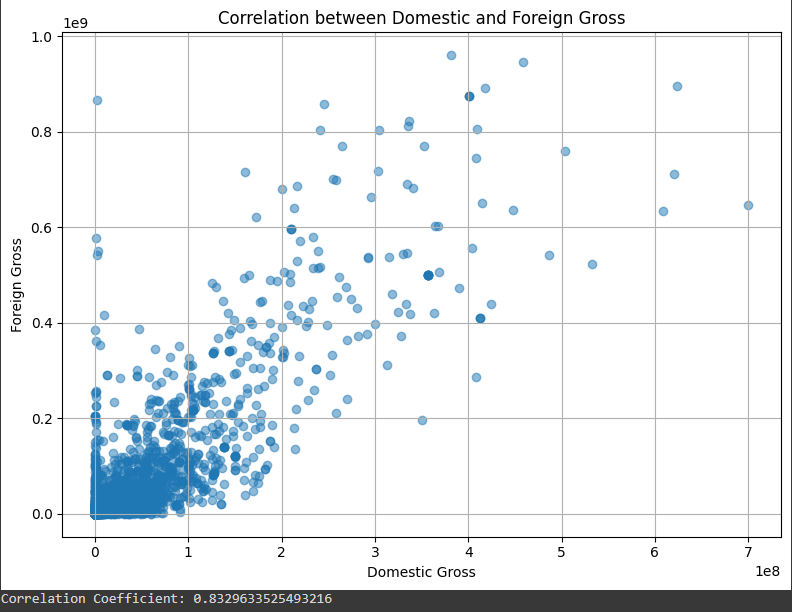 Correlation between Domestic and Foreign Gross
1e9
1.0
0.8
0.6
0.4
0.2
0.0
Foreign Gross
0 1 2 3 4 5 6 7
1e8
Domestic Gross
Correlation Coefficient: 0.8329633525493216